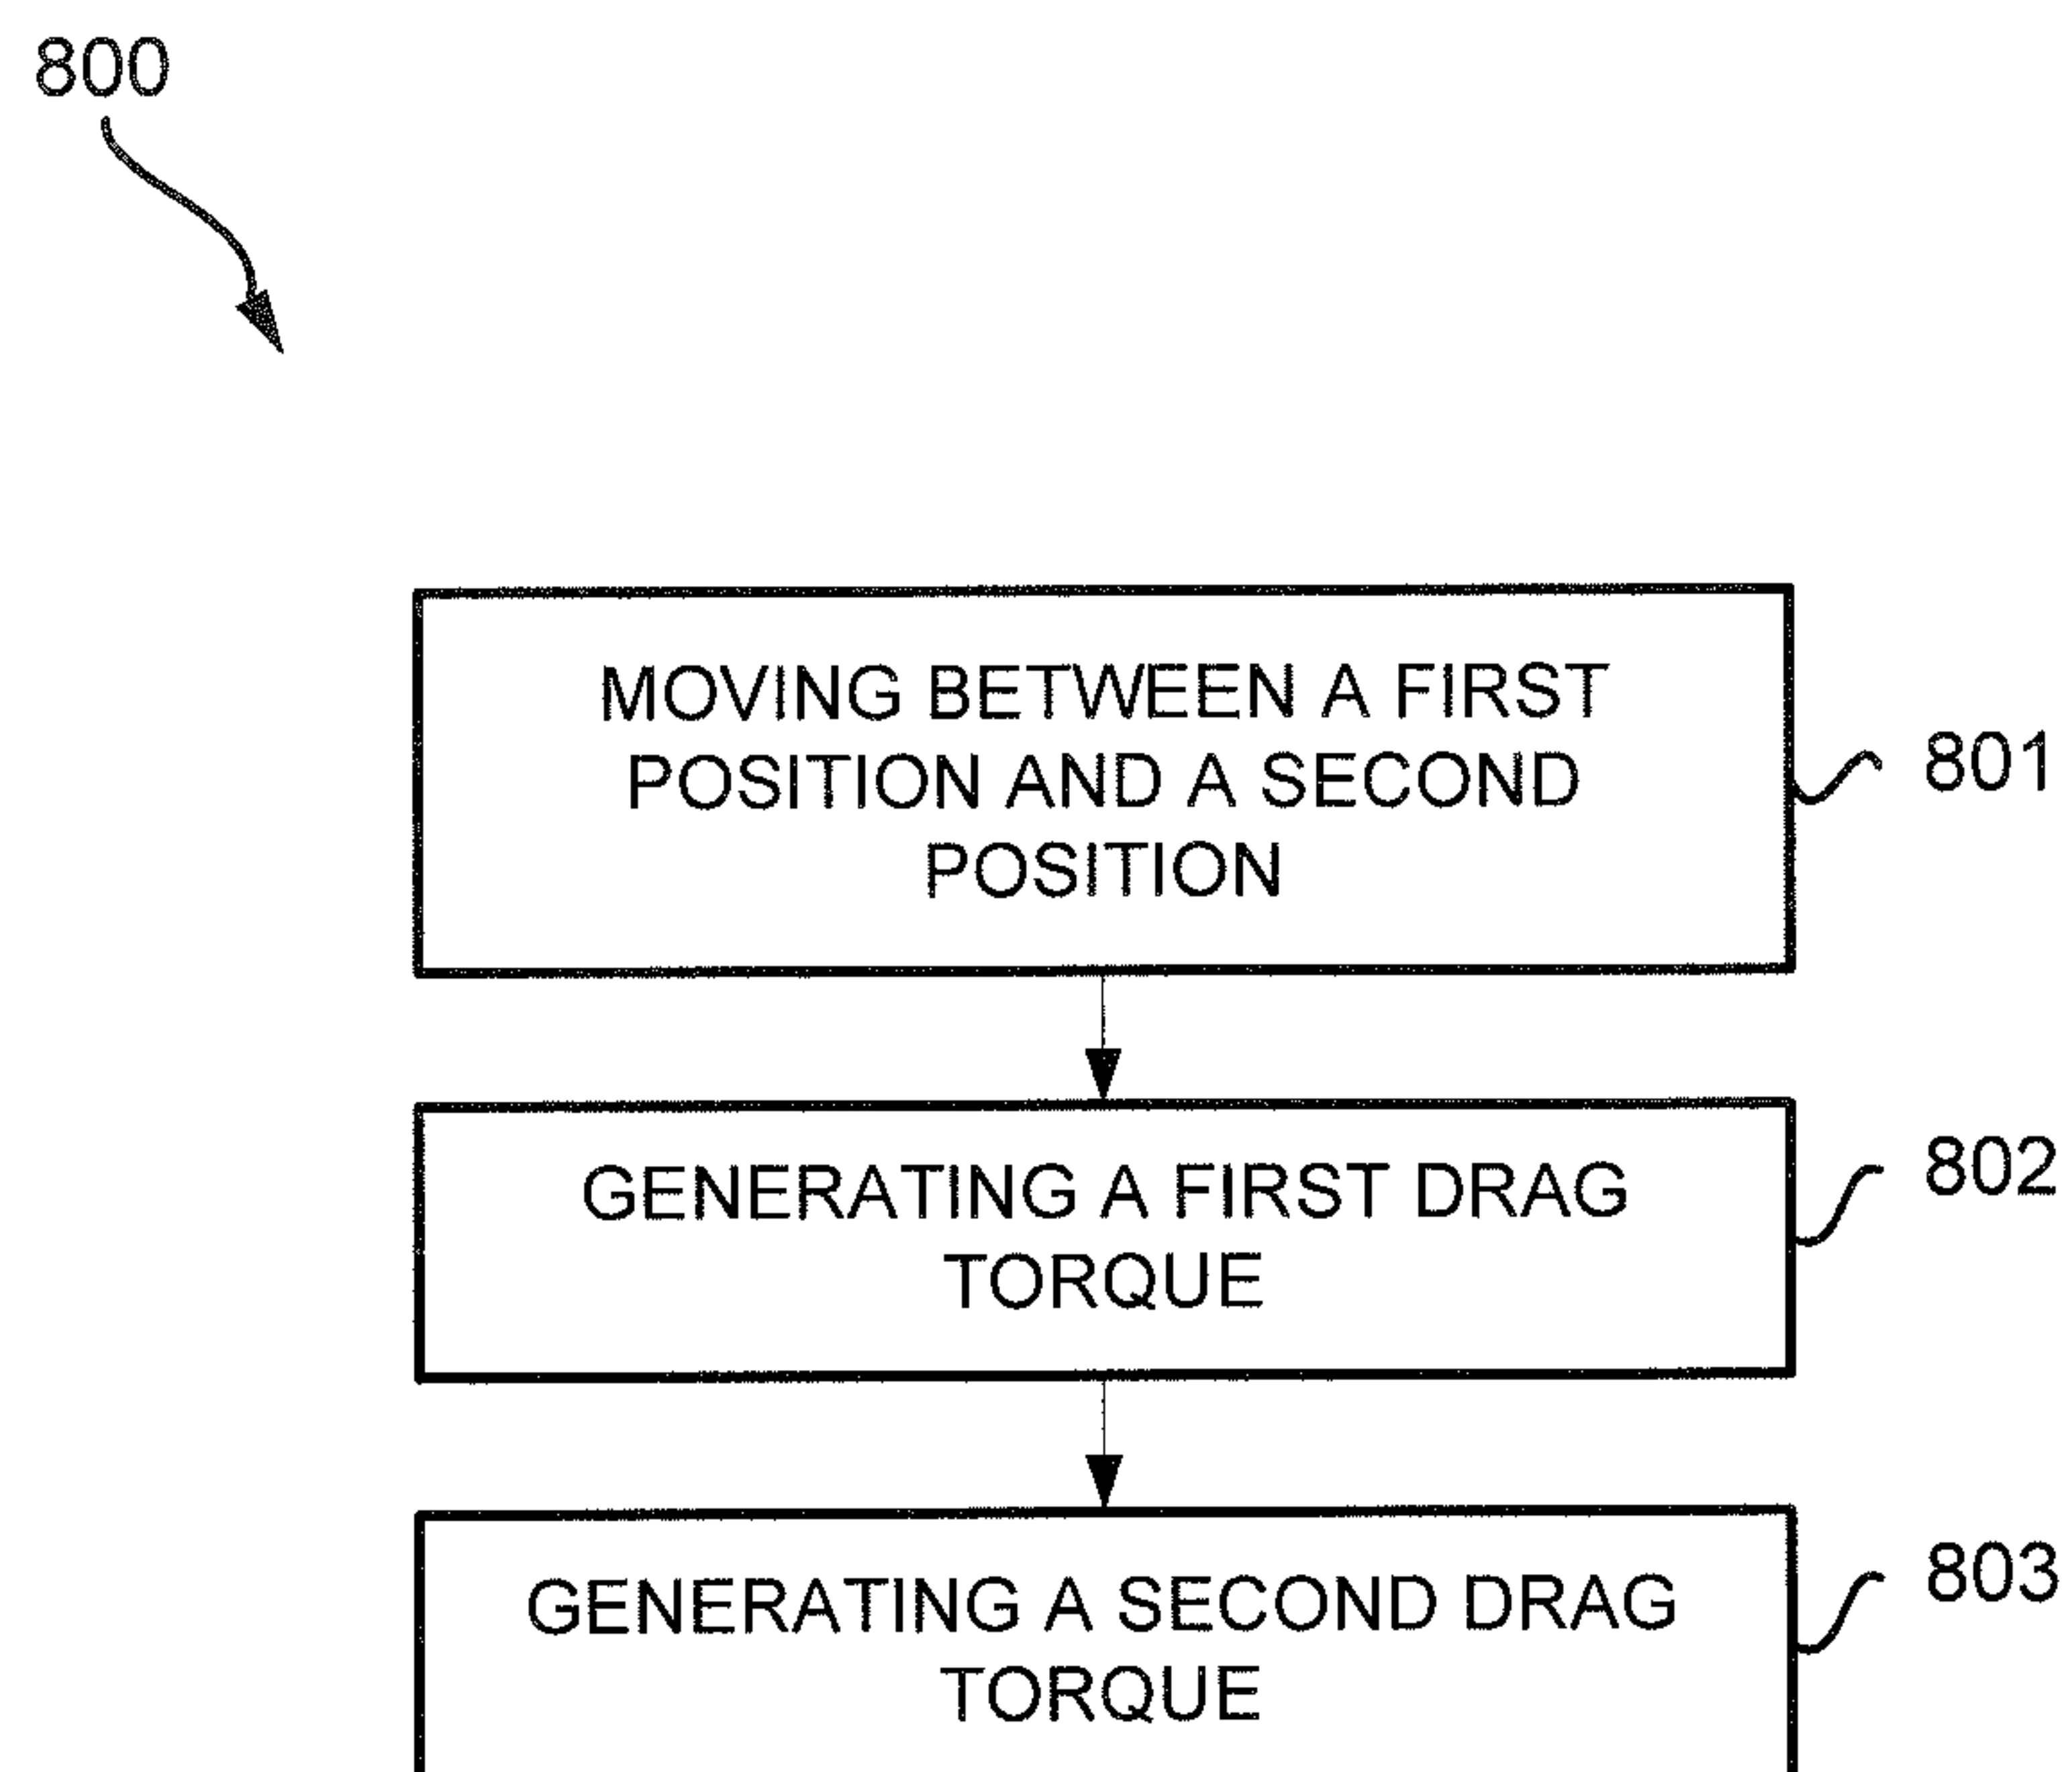 800
MOVING BETWEEN A FIRST
POSITION AND A SECOND
POSITION
801
GENERATING A FIRST DRAG
TORQUE
802
GENERATING A SECOND DRAG
TORQUE
803